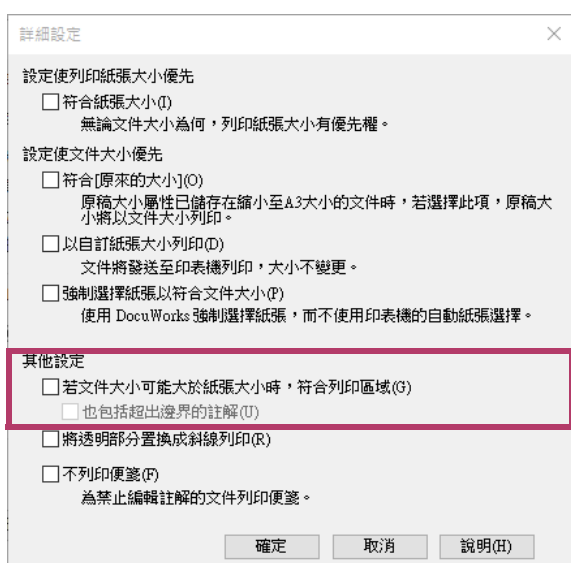 詳細設定
設定使列印紙張大小優先
符合紙張大小(I)
無論文件大小為何，列印紙張大小有優先權。
設定使文件大小優先
符合[原來的大小](O)
原稿大小屬性已儲存在縮小至A3大小的文件時，若選擇此項，原稿大
小將以文件大小列印。
以自訂紙張大小列印(D)
文件將發送至印表機列印，大小不變更。
強制選擇紙張以符合文件大小(P)
使用 DocuWorks 強制選擇紙張，而不使用印表機的自動紙張選擇。
其他設定
若文件大小可能大於紙張大小時，符合列印區域(G)
也包括超出邊界的註解(U)
將透明部分置換成斜線列印(R)
不列印便箋(F)
為禁止編輯註解的文件列印便箋。
確定 取消 說明(H)